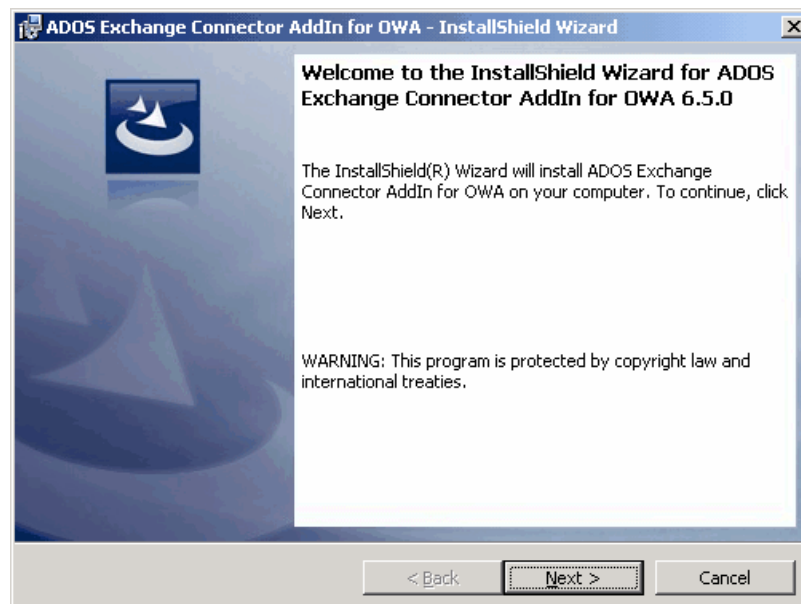 ADOS Exchange Connector AddIn for OWA - InstallShield Wizard
Welcome to the InstallShield Wizard for ADOS
Exchange Connector AddIn for OWA 6.5.0
The InstallShield(R) Wizard will install ADOS Exchange
Connector AddIn for OWA on your computer. To continue, click
Next.
WARNING: This program is protected by copyright law and
international treaties.
< Back
Next >
Cancel